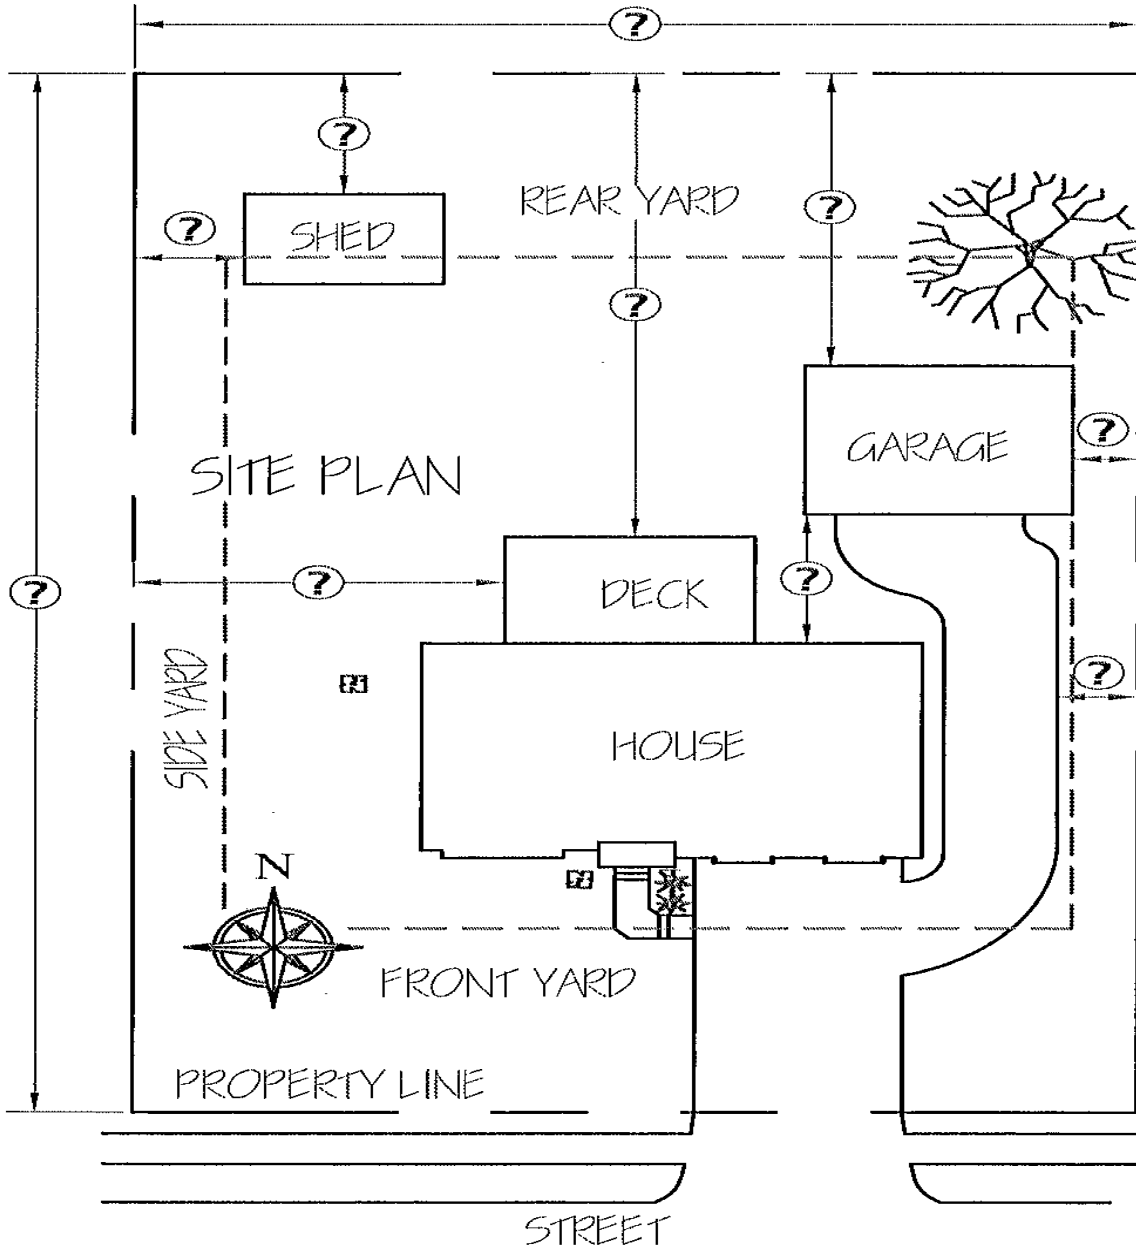 ?
?
REAR YARD
?
?
SHED
?
?
SITE PLAN
GARAGE
?
?
?
DECK
?
SIDE YARD
?
?
HOUSE
N
?
FRONT YARD
PROPERTY LINE
STREET